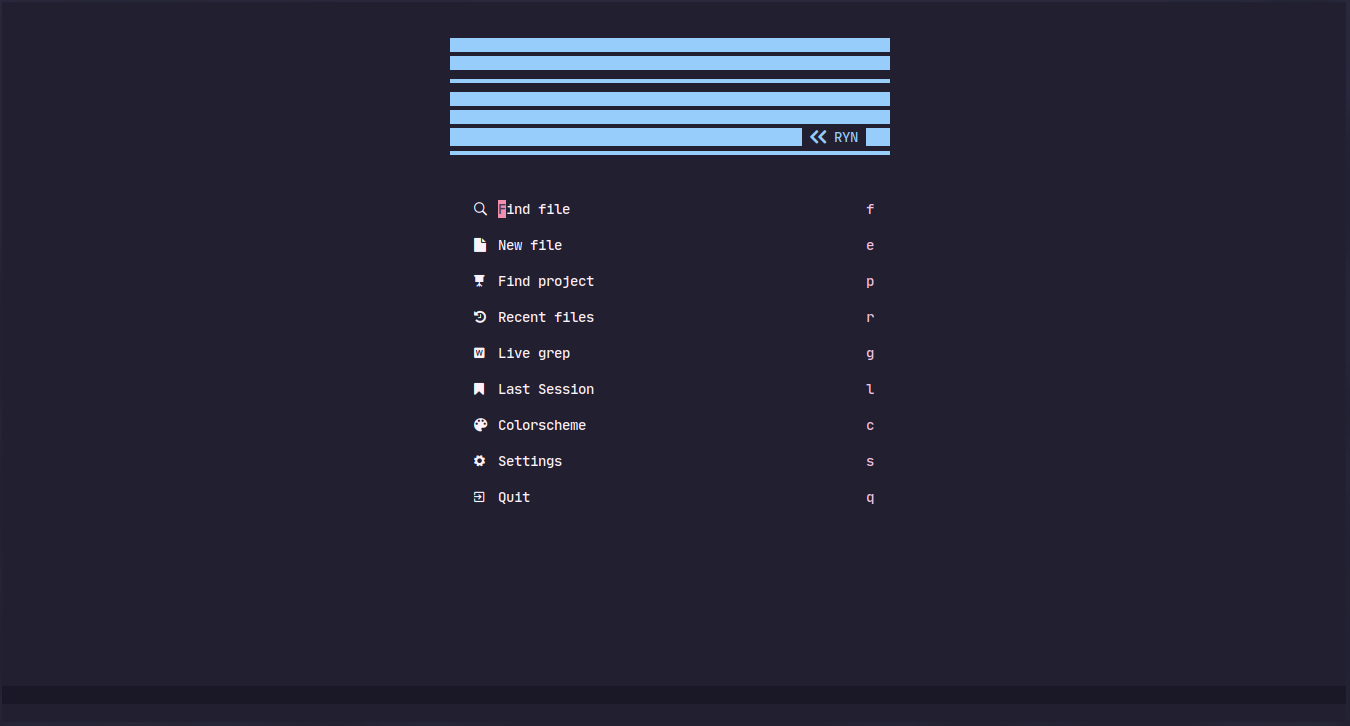 RYN
Find file f
New file e
Find project p
Recent files r
Live grep g
Last Session l
Colorscheme c
Settings s
Quit q